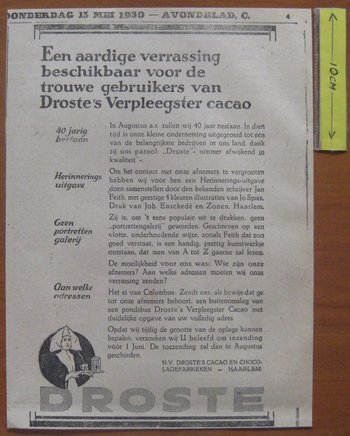 DONDERDAG 15 MEI 1930 — AVONDBLAD, C.
4
Een aardige verrassing
beschikbaar voor de
trouwe gebruikers van
Droste's Verpleegster cacao
40 jarig
bestaan
In Augustus a.s. zullen wij 40 jaar bestaan. In dien
tijd is onze kleine onderneming uitgegroeid tot één
van de belangrijkste bedrijven in ons land, dank
zij ons parool: „Droste - nimmer afwijkend in
kwaliteit -.
Herinnerings
uitgave
Om het contact met onze afnemers te vergrooten
hebben wij voor hen een Herinnerings-uitgave
doen samenstellen door den bekenden schrijver Jan
Feith, met geestige 4 kleuren illustraties van Jo Spier.
Druk van Joh. Enschedé en Zonen, Haarlem.
Geen
portretten
galerij
Zij is, om 't eens populair uit te drukken, geen
„portrettengalerij" geworden. Geschreven op een
vlotte, onderhoudende wijze, zooals Feith dat zoo
goed verstaat, is een handig, prettig kunstwerkje
ontstaan, dat men van A tot Z gaarne zal lezen.
De moeilijkheid voor ons was: Wie zijn onze
afnemers? Aan welke adressen moeten wij onze
verrassing zenden?
Aan welke
adressen
Het ei van Columbus: Zendt ons, als bewijs dat ge
tot onze afnemers behoort, een buitenomslag van
een pondsbus Droste's Verpleegster Cacao met
duidelijke opgave van uw volledig adres.
Opdat wij tijdig de grootte van de oplage kunnen
bepalen, verzoeken wij U beleefd om inzending
vóór 1 Juni. De toezending zal dan in Augustus
geschieden.
N.V. DROSTE'S CACAO EN CHOCO-
LADEFABRIEKEN - HAARLEM.
DROSTE
10CM